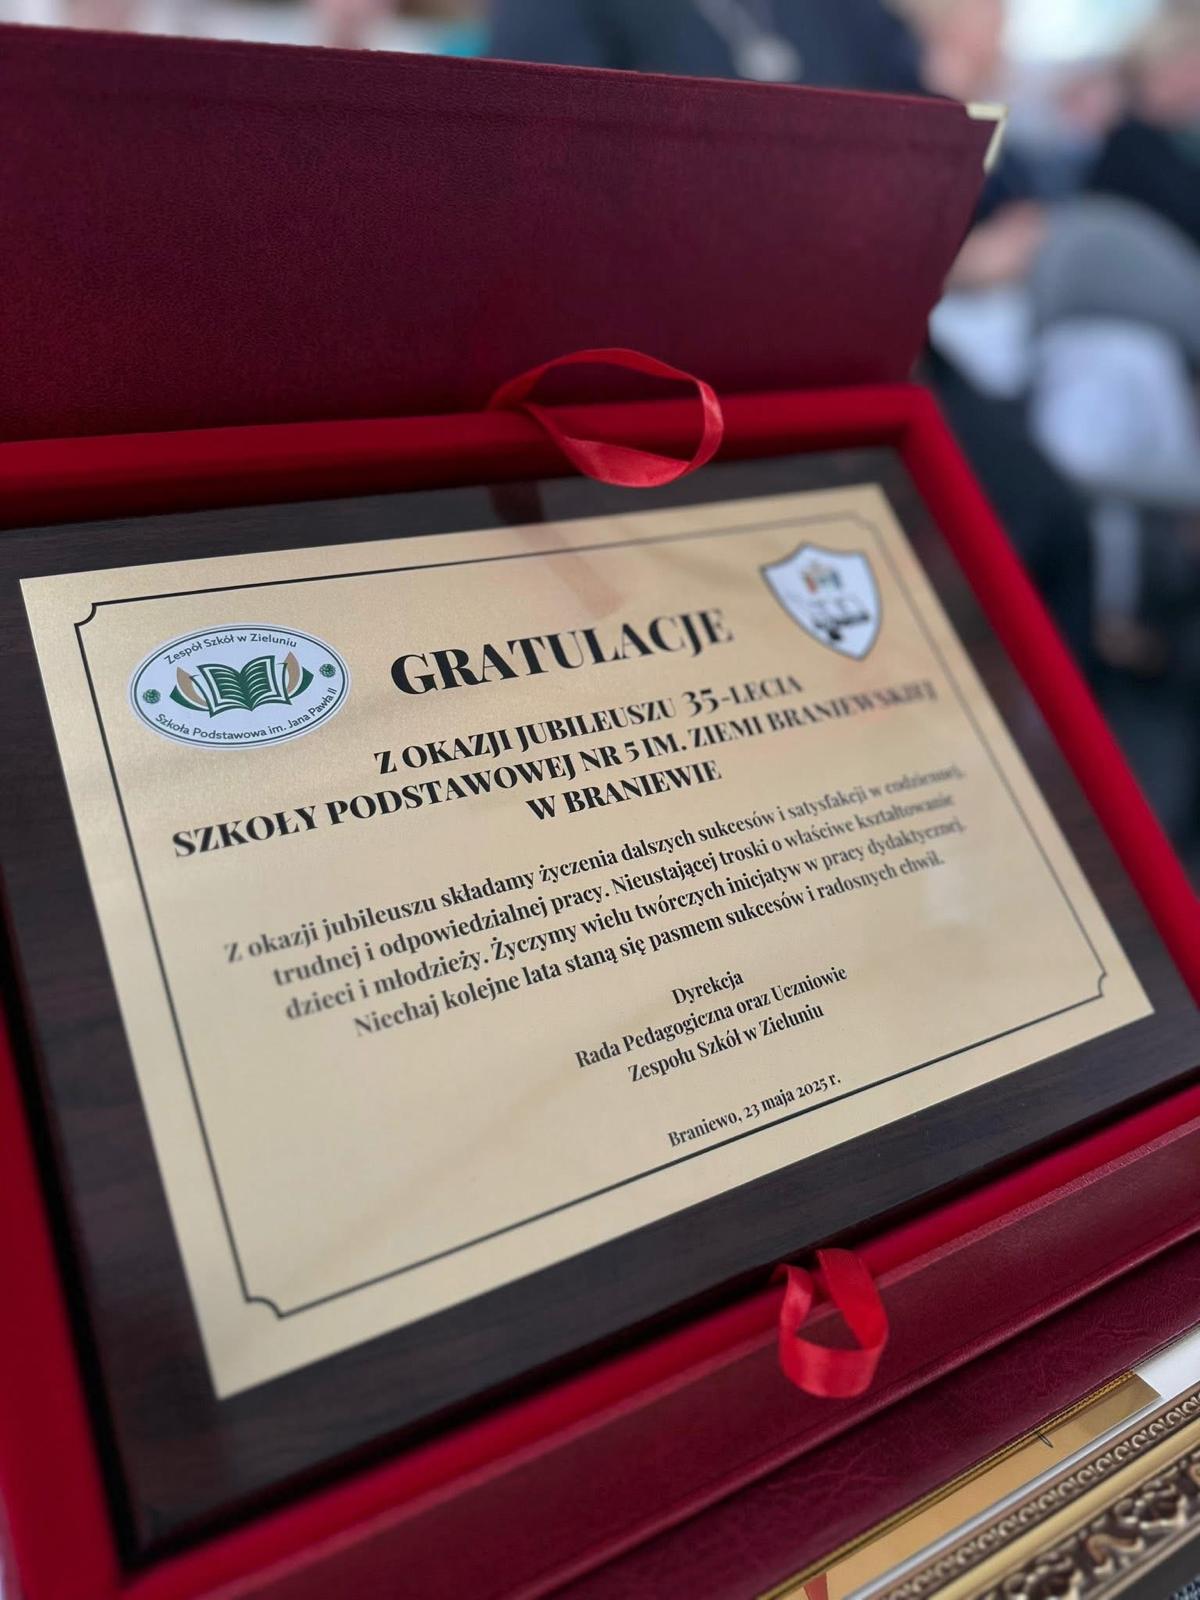 Zespół Szkół w Zieluniu
Szkoła Podstawowa im. Jana Pawła II
GRATULACJE
Z OKAZJI JUBILEUSZU 35-LECIA
SZKOŁY PODSTAWOWEJ NR 5 IM. ZIEMI BRANIEWSKIEJ
W BRANIEWIE
Z okazji jubileuszu składamy życzenia dalszych sukcesów i satysfakcji w codziennej,
trudnej i odpowiedzialnej pracy. Nieustającej troski o właściwe kształtowanie
dzieci i młodzieży. Życzymy wielu twórczych inicjatyw w pracy dydaktycznej.
Niechaj kolejne lata staną się pasmem sukcesów i radosnych chwil.
Dyrekcja
Rada Pedagogiczna oraz Uczniowie
Zespołu Szkół w Zieluniu
Braniewo, 23 maja 2025 r.